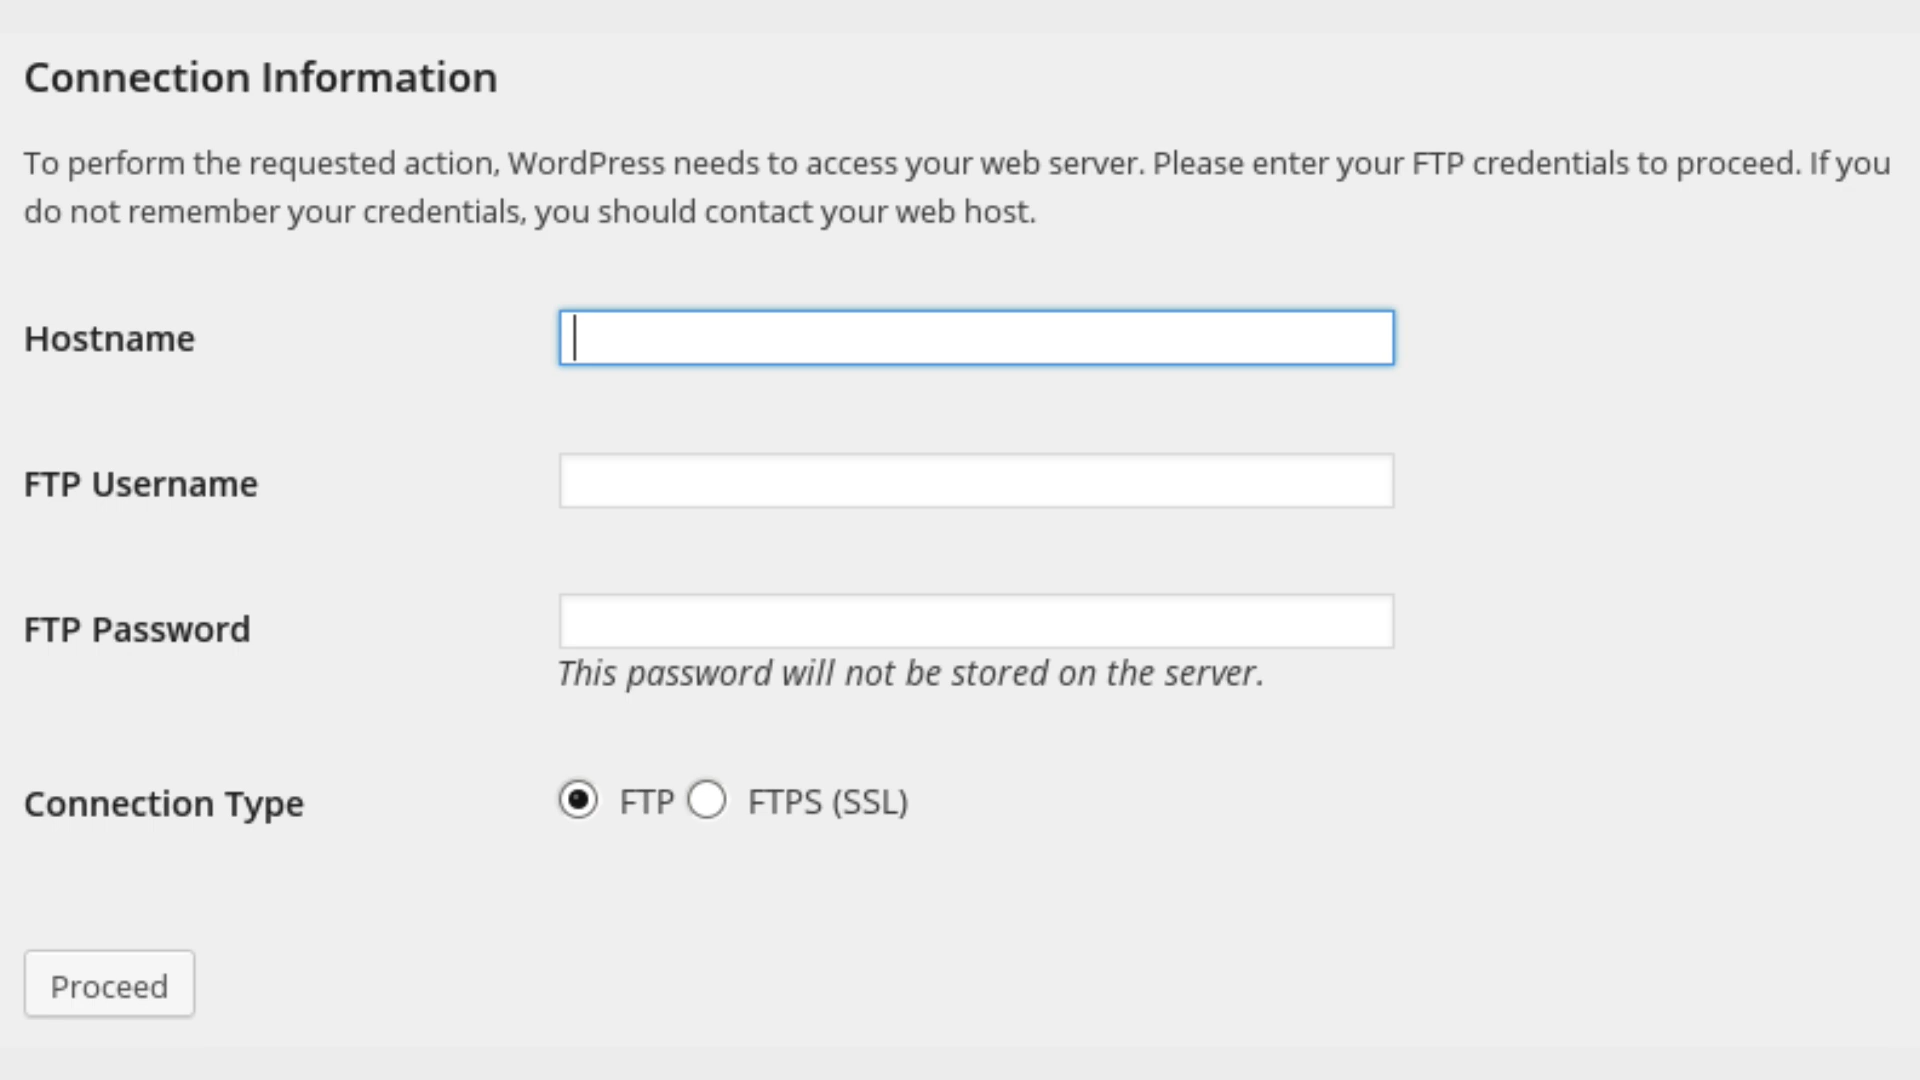 Connection Information
To perform the requested action, WordPress needs to access your web server. Please enter your FTP credentials to proceed. If you
do not remember your credentials, you should contact your web host.
Hostname
FTP Username
FTP Password
This password will not be stored on the server.
Connection Type FTP FTPS (SSL)
Proceed